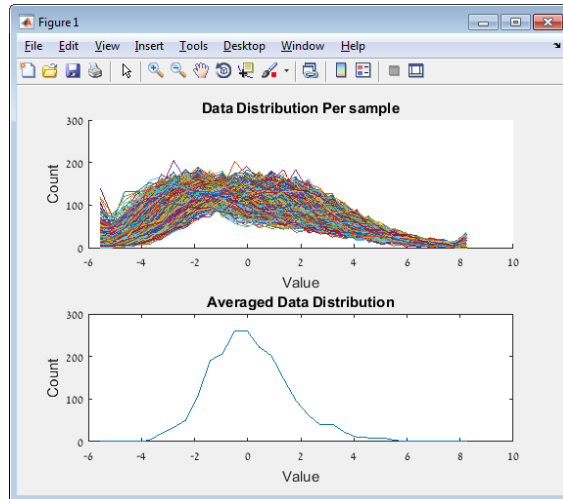 Figure 1
File Edit View Insert Tools Desktop Window Help
Data Distribution Per sample
300
200
100
0
Count
-6 -4 -2 0 2 4 6 8 10
Value
Averaged Data Distribution
300
200
100
0
Count
-6 -4 -2 0 2 4 6 8 10
Value